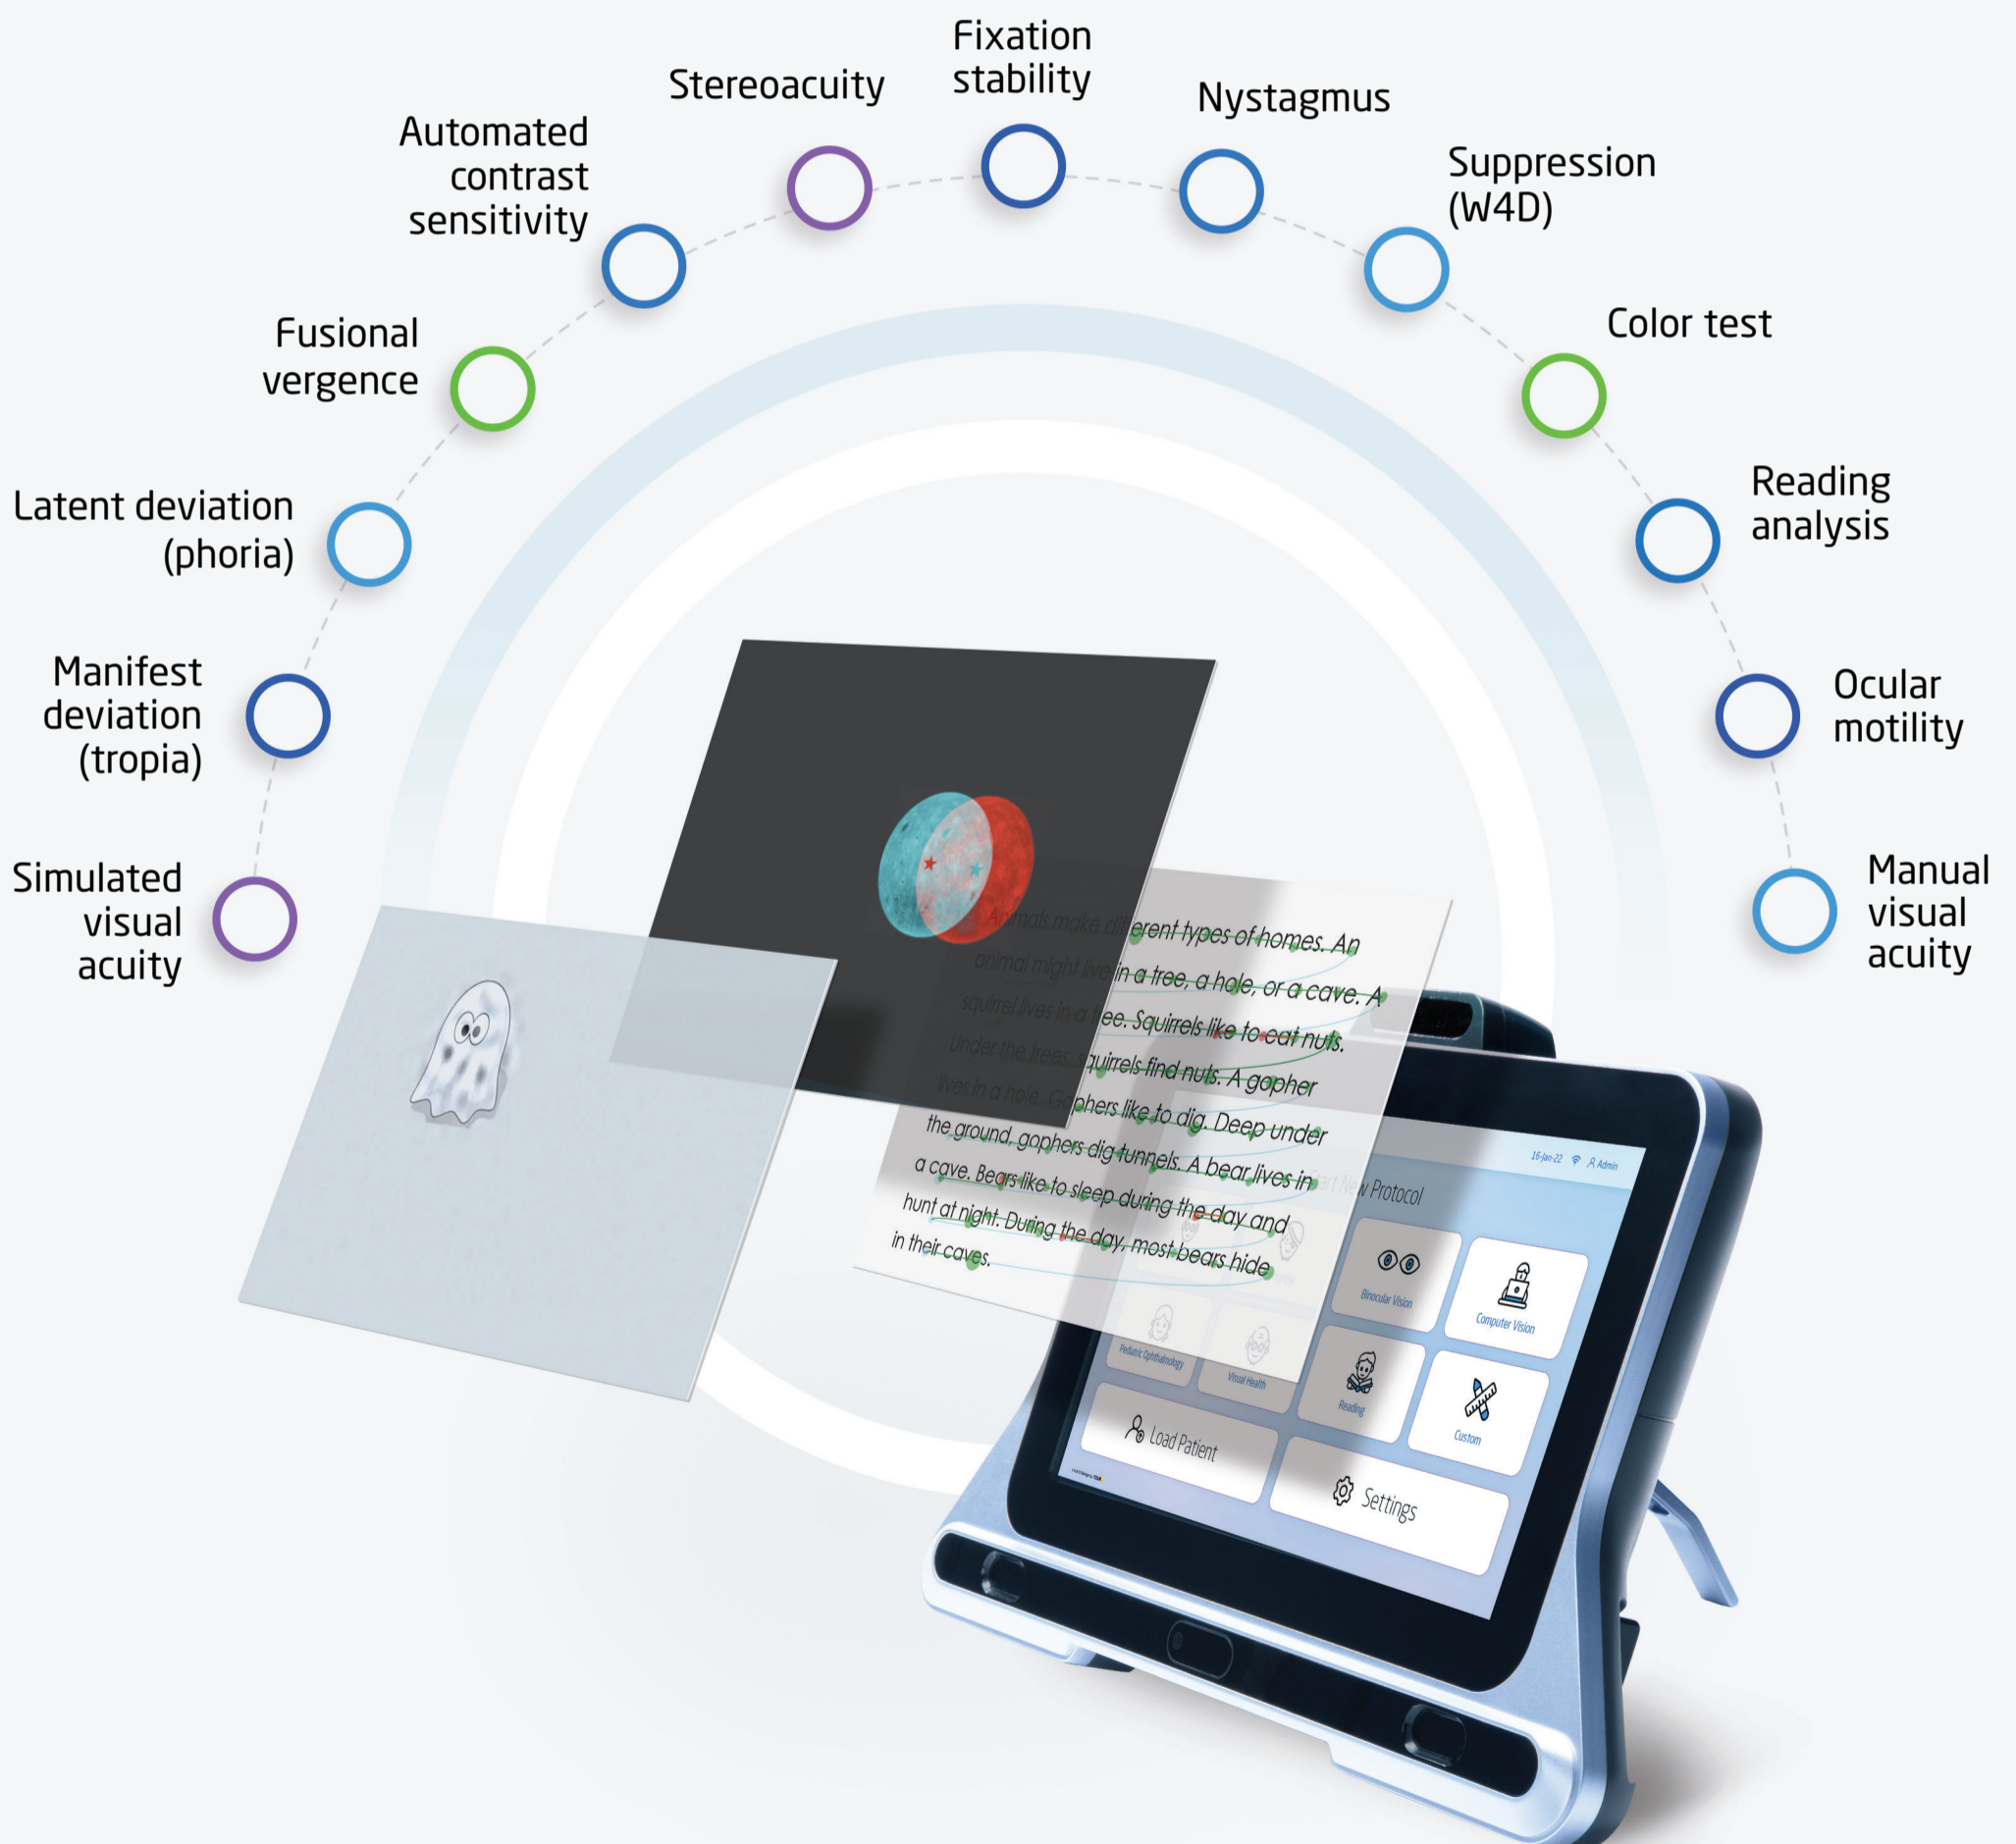 Fixation
stability
Stereoacuity
Nystagmus
Automated
contrast
sensitivity
Suppression
(W4D)
Fusional
vergence
Color test
Latent deviation
(phoria)
Reading
analysis
Manifest
deviation
(tropia)
Ocular
motility
Simulated
visual
acuity
Manual
visual
acuity
Animals make different types of homes. An
animal might live in a tree, a hole, or a cave. A
squirrel lives in a tree. Squirrels like to eat nuts.
Under the trees, squirrels find nuts. A gopher
lives in a hole. Gophers like to dig. Deep under
the ground, gophers dig tunnels. A bear lives in
a cave. Bears like to sleep during the day and
hunt at night. During the day, most bears hide
in their caves.
16-Jan-22 Admin
Start New Protocol
Binocular Vision
Computer Vision
Pediatric Ophthalmology
Visual Health
Reading
Custom
Load Patient
Settings